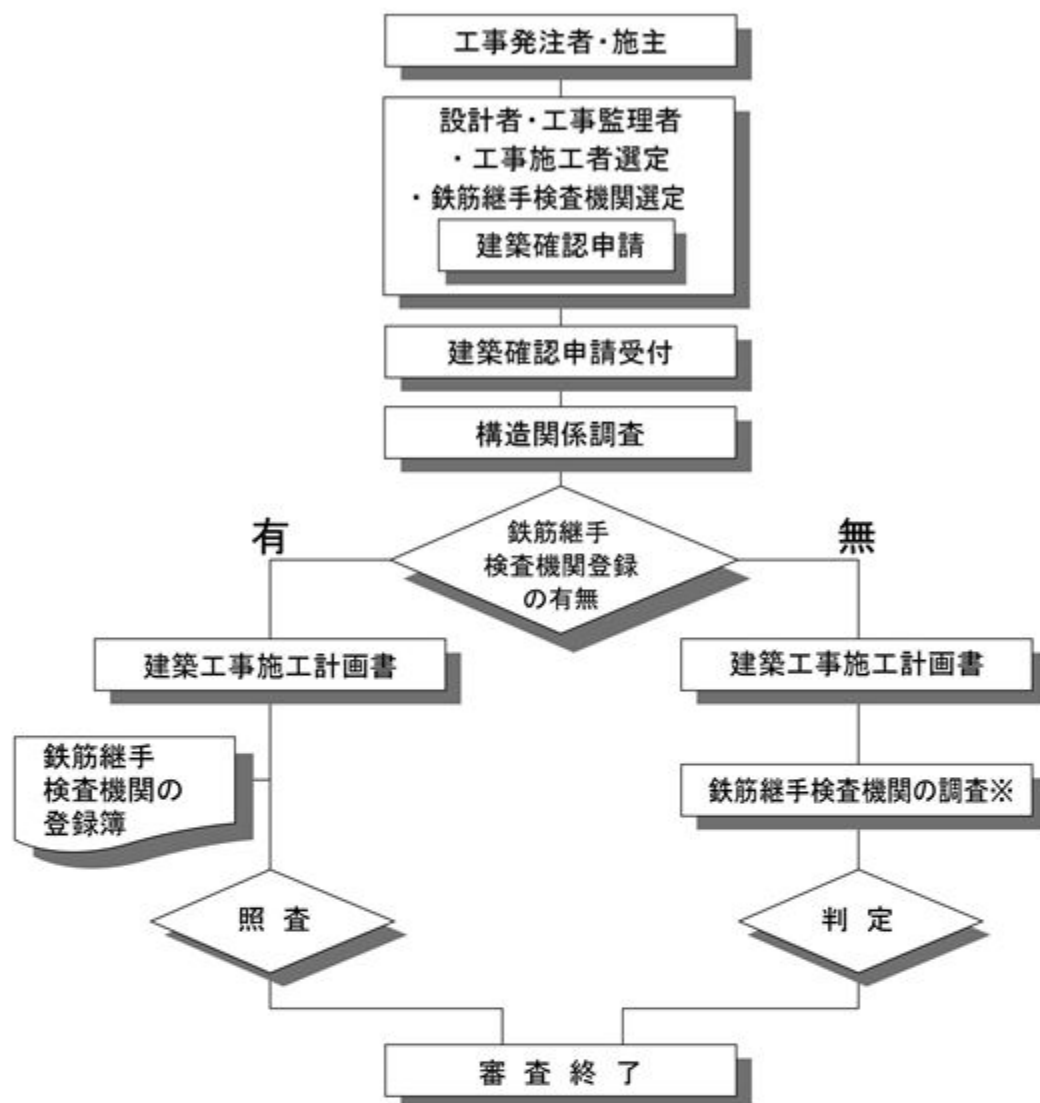 工事発注者・施主
設計者・工事監理者
・工事施工者選定
・鉄筋継手検査機関選定
建築確認申請
建築確認申請受付
構造関係調査
鉄筋継手
検査機関登録
の有無
有
無
建築工事施工計画書
建築工事施工計画書
鉄筋継手
検査機関の
登録簿
鉄筋継手検査機関の調査※
照 査
判 定
審 査 終 了